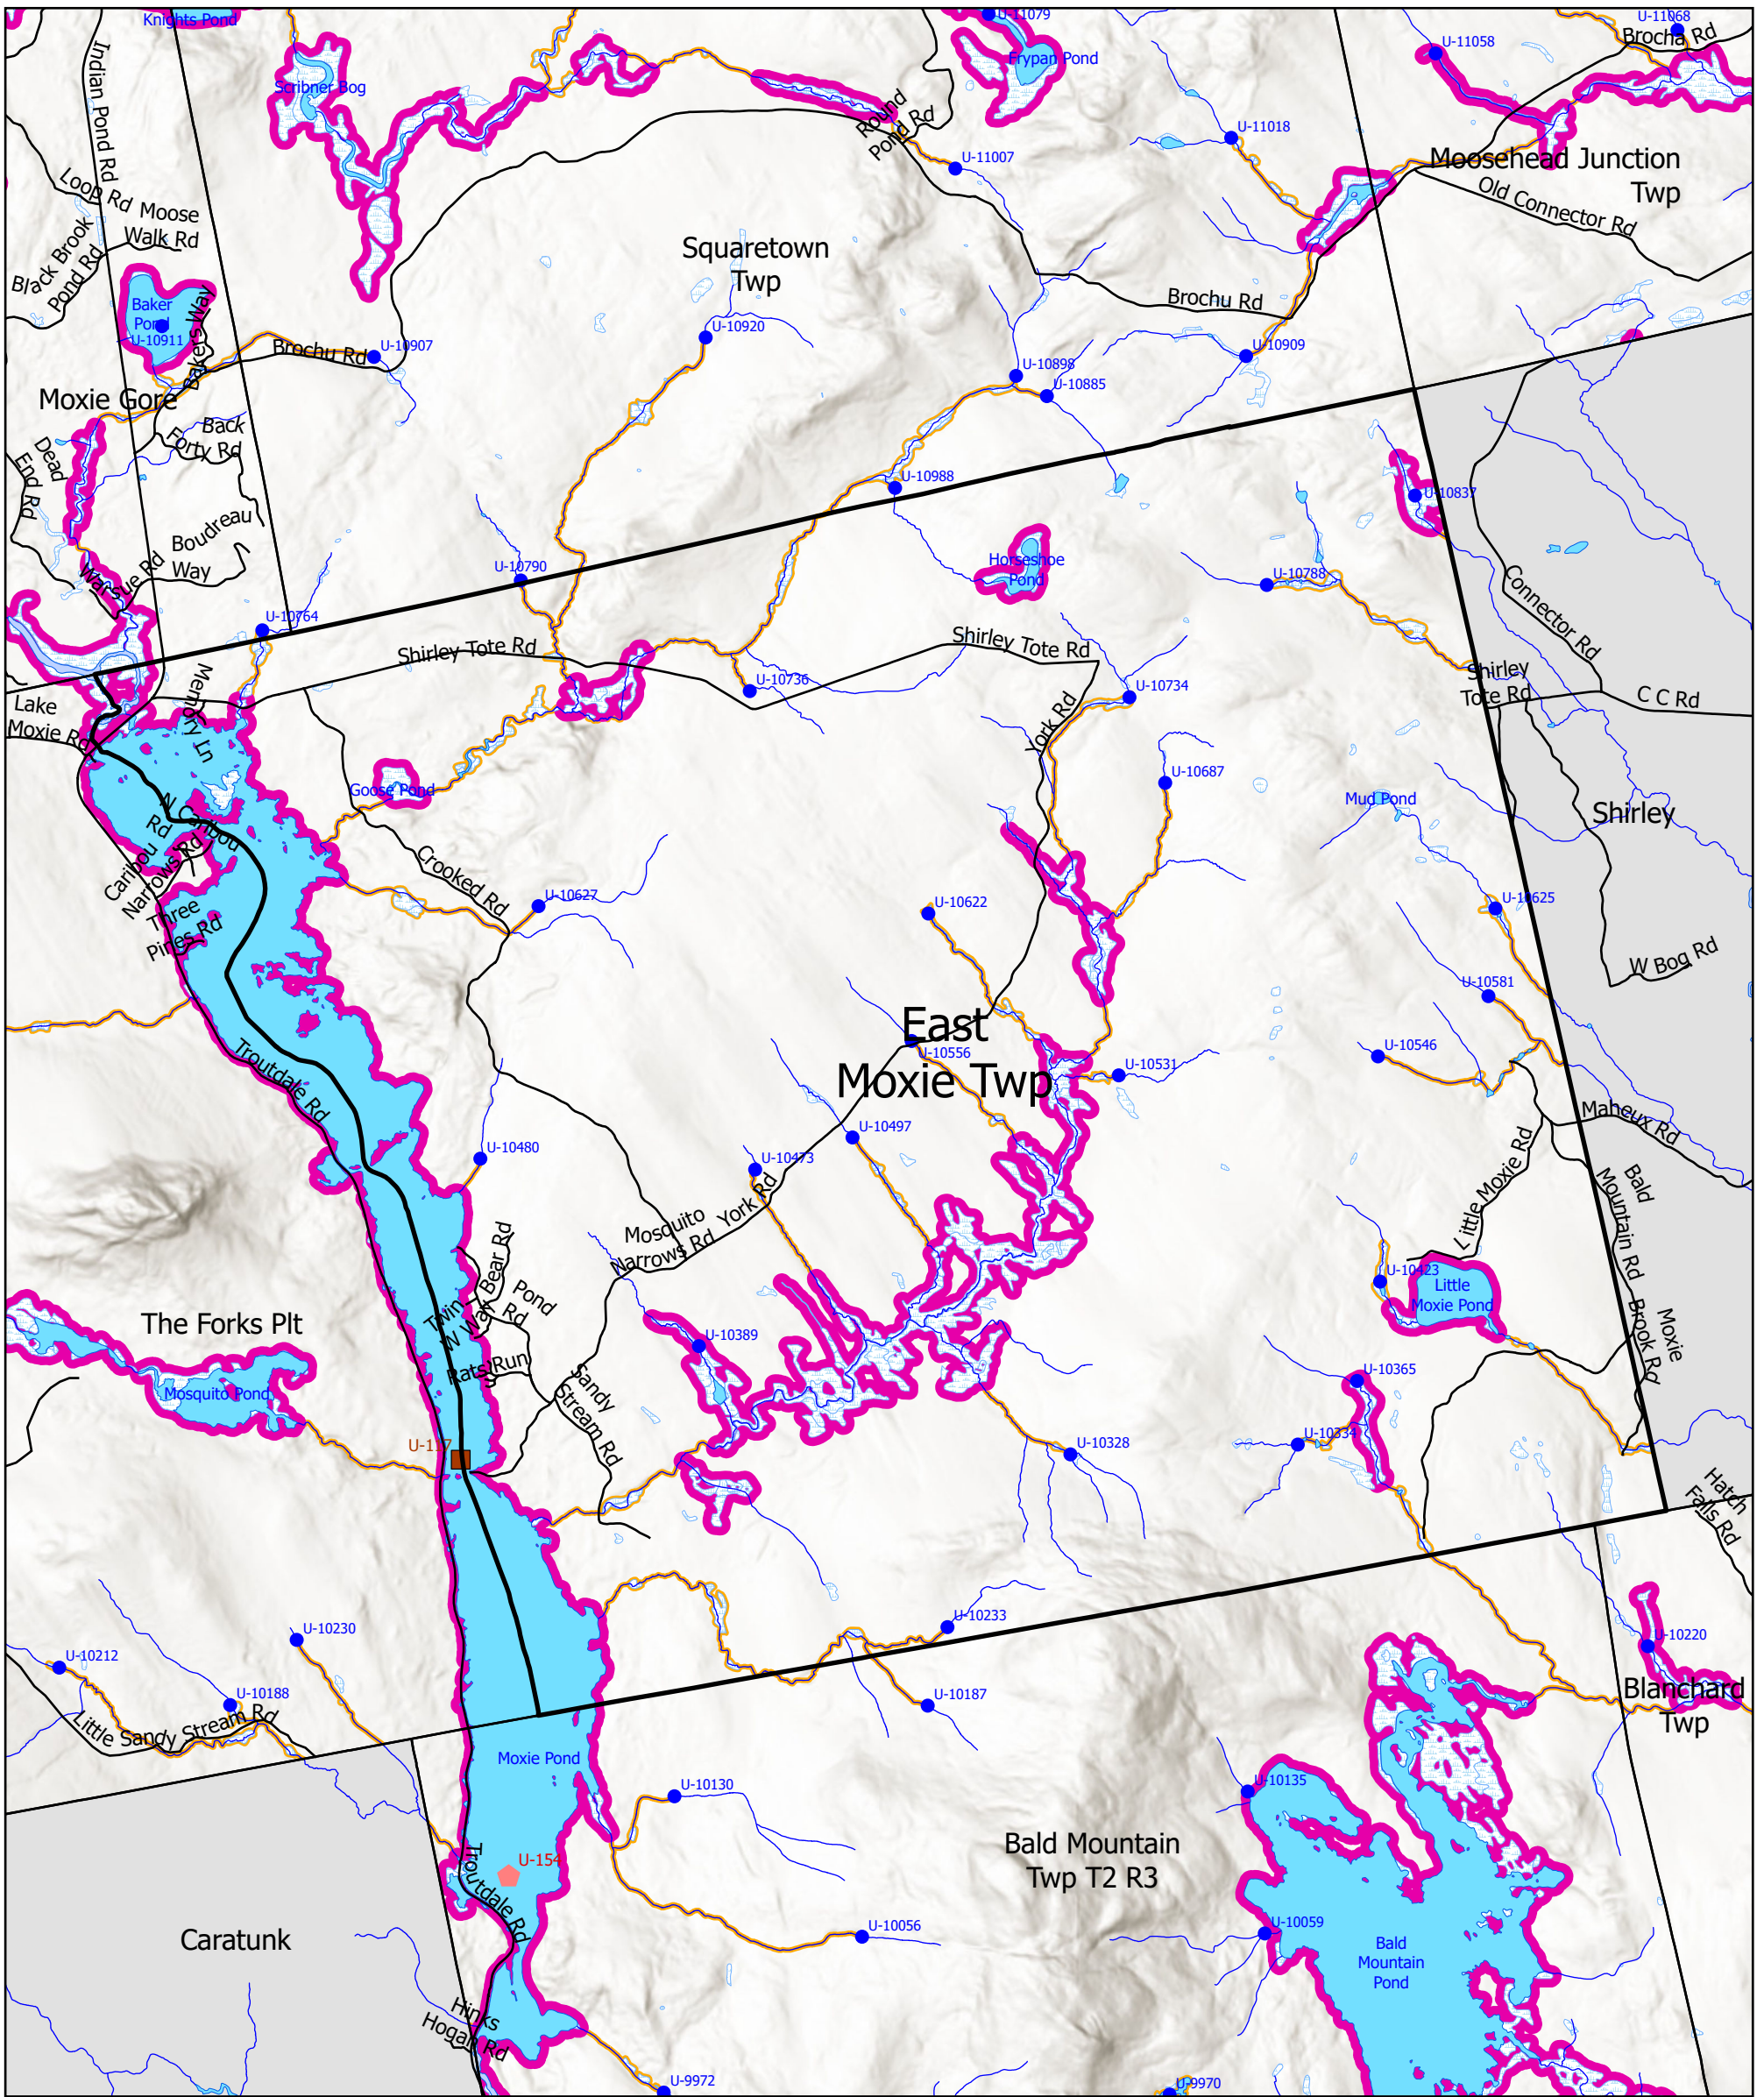 Knights Pond
U-11079
U-11068
Brocha Rd
U-11058
Frypan Pond
Indian Pond Rd
Scribner Bog
Round
Pond Rd
U-11018
U-11007
Moosehead Junction
Twp
Old Connector Rd
Loop Rd
Moose
Walk Rd
Black Brook
Pond Rd
Squaretown
Twp
Baker
Pond
U-10911
Bakers Way
Brochu Rd
U-10920
Brochu Rd
U-10907
U-10909
U-10898
U-10885
Moxie Gore
Back
Forty Rd
Dead
End Rd
U-10988
U-10837
Boudreau
Way
Warsue Rd
U-10790
Horseshoe
Pond
U-10788
Connector Rd
U-10764
Shirley Tote Rd
Shirley Tote Rd
Shirley
Tote Rd
C C Rd
Memory Ln
U-10736
U-10734
Lake
Moxie Rd
York Rd
U-10687
Goose Pond
Mud Pond
Shirley
N Caribou
Rd
Caribou
Narrows Rd
Crooked Rd
Three
Pines Rd
U-10627
U-10622
U-10625
W Bog Rd
U-10581
East
Moxie Twp
U-10556
U-10546
U-10531
Troutdale Rd
Maheux Rd
U-10497
U-10480
U-10473
Little Moxie Rd
Bald
Mountain Rd
York Rd
Mosquito
Narrows Rd
Bear Rd
Twin
W Way
Pond
Rd
U-10423
Little
Moxie Pond
Moxie
Brook Rd
The Forks Plt
U-10389
Rats Run
Mosquito Pond
Sandy
Stream Rd
U-10365
U-117
U-10334
U-10328
Hatch
Falls Rd
U-10233
U-10230
U-10220
U-10212
U-10188
U-10187
Little Sandy Stream Rd
Blanchard
Twp
Moxie Pond
U-10130
U-10135
Bald Mountain
Twp T2 R3
U-154
Troutdale Rd
U-10056
U-10059
Caratunk
Bald
Mountain
Pond
Hinks
Hogan Rd
U-9972
U-9970